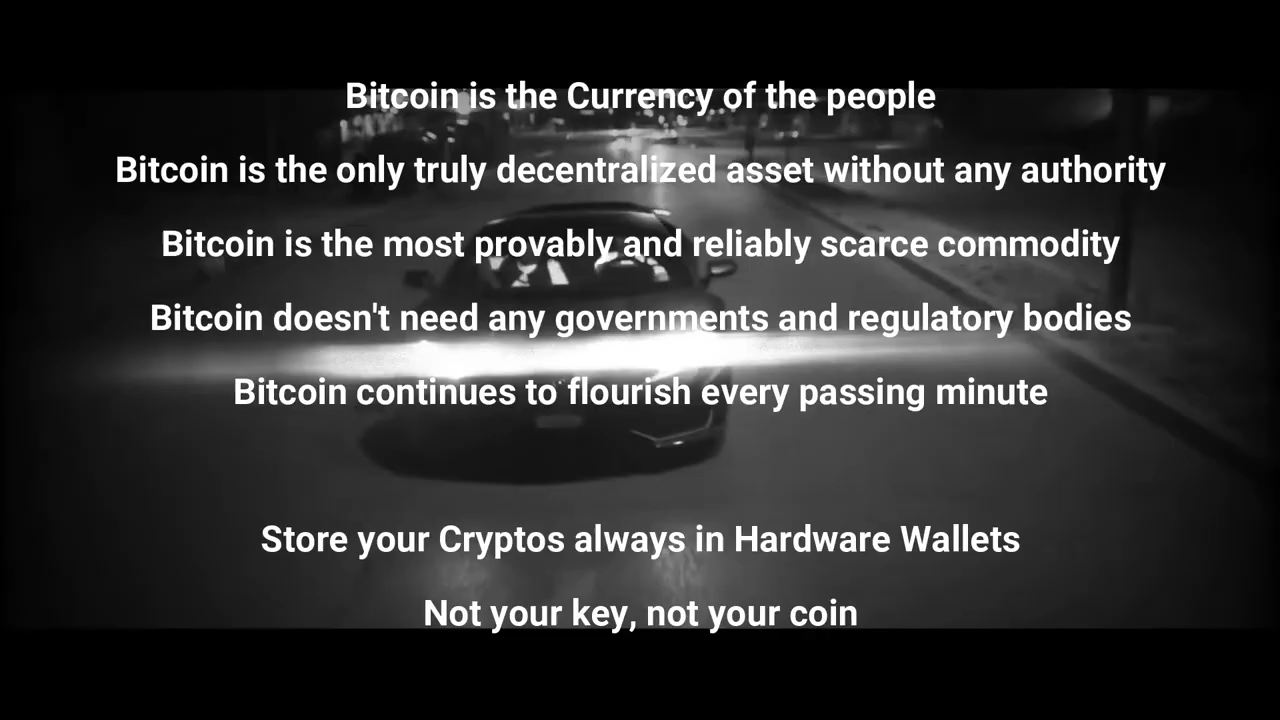 Bitcoin is the Currency of the people
Bitcoin is the only truly decentralized asset without any authority
Bitcoin is the most provably and reliably scarce commodity
Bitcoin doesn't need any governments and regulatory bodies
Bitcoin continues to flourish every passing minute
Store your Cryptos always in Hardware Wallets
Not your key, not your coin